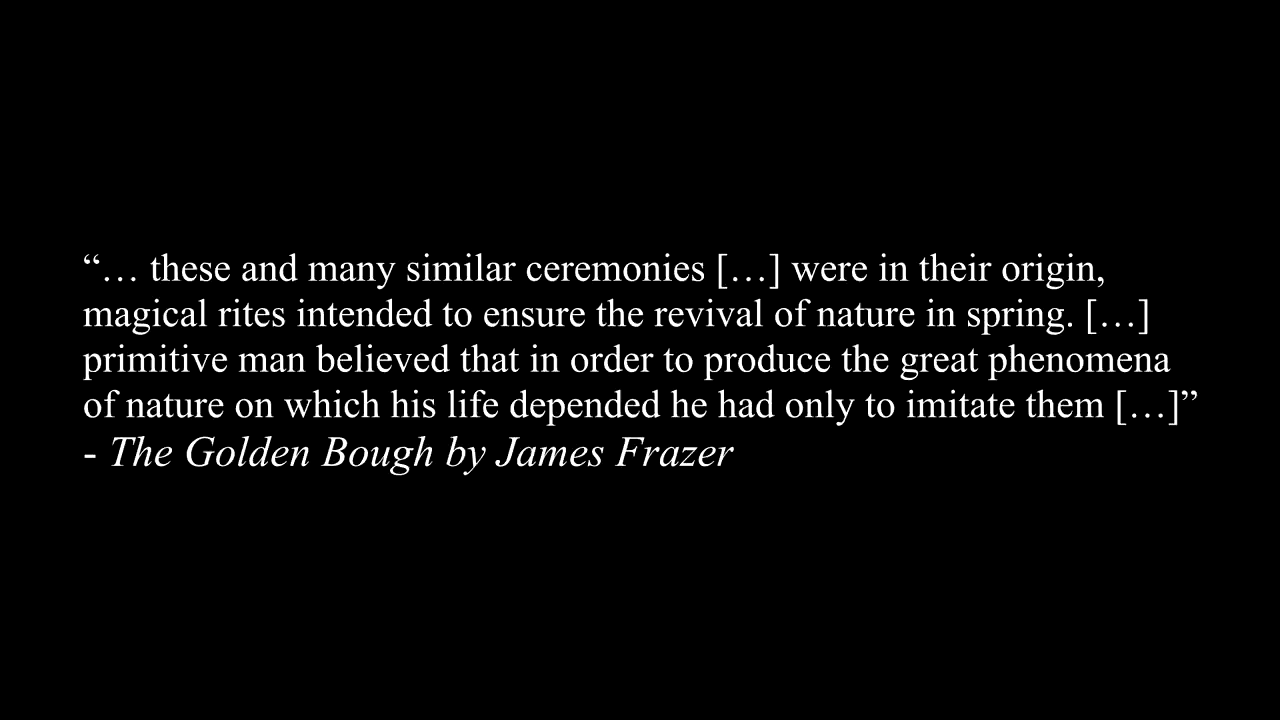 “… these and many similar ceremonies […] were in their origin,
magical rites intended to ensure the revival of nature in spring. […]
primitive man believed that in order to produce the great phenomena
of nature on which his life depended he had only to imitate them […]”
- The Golden Bough by James Frazer